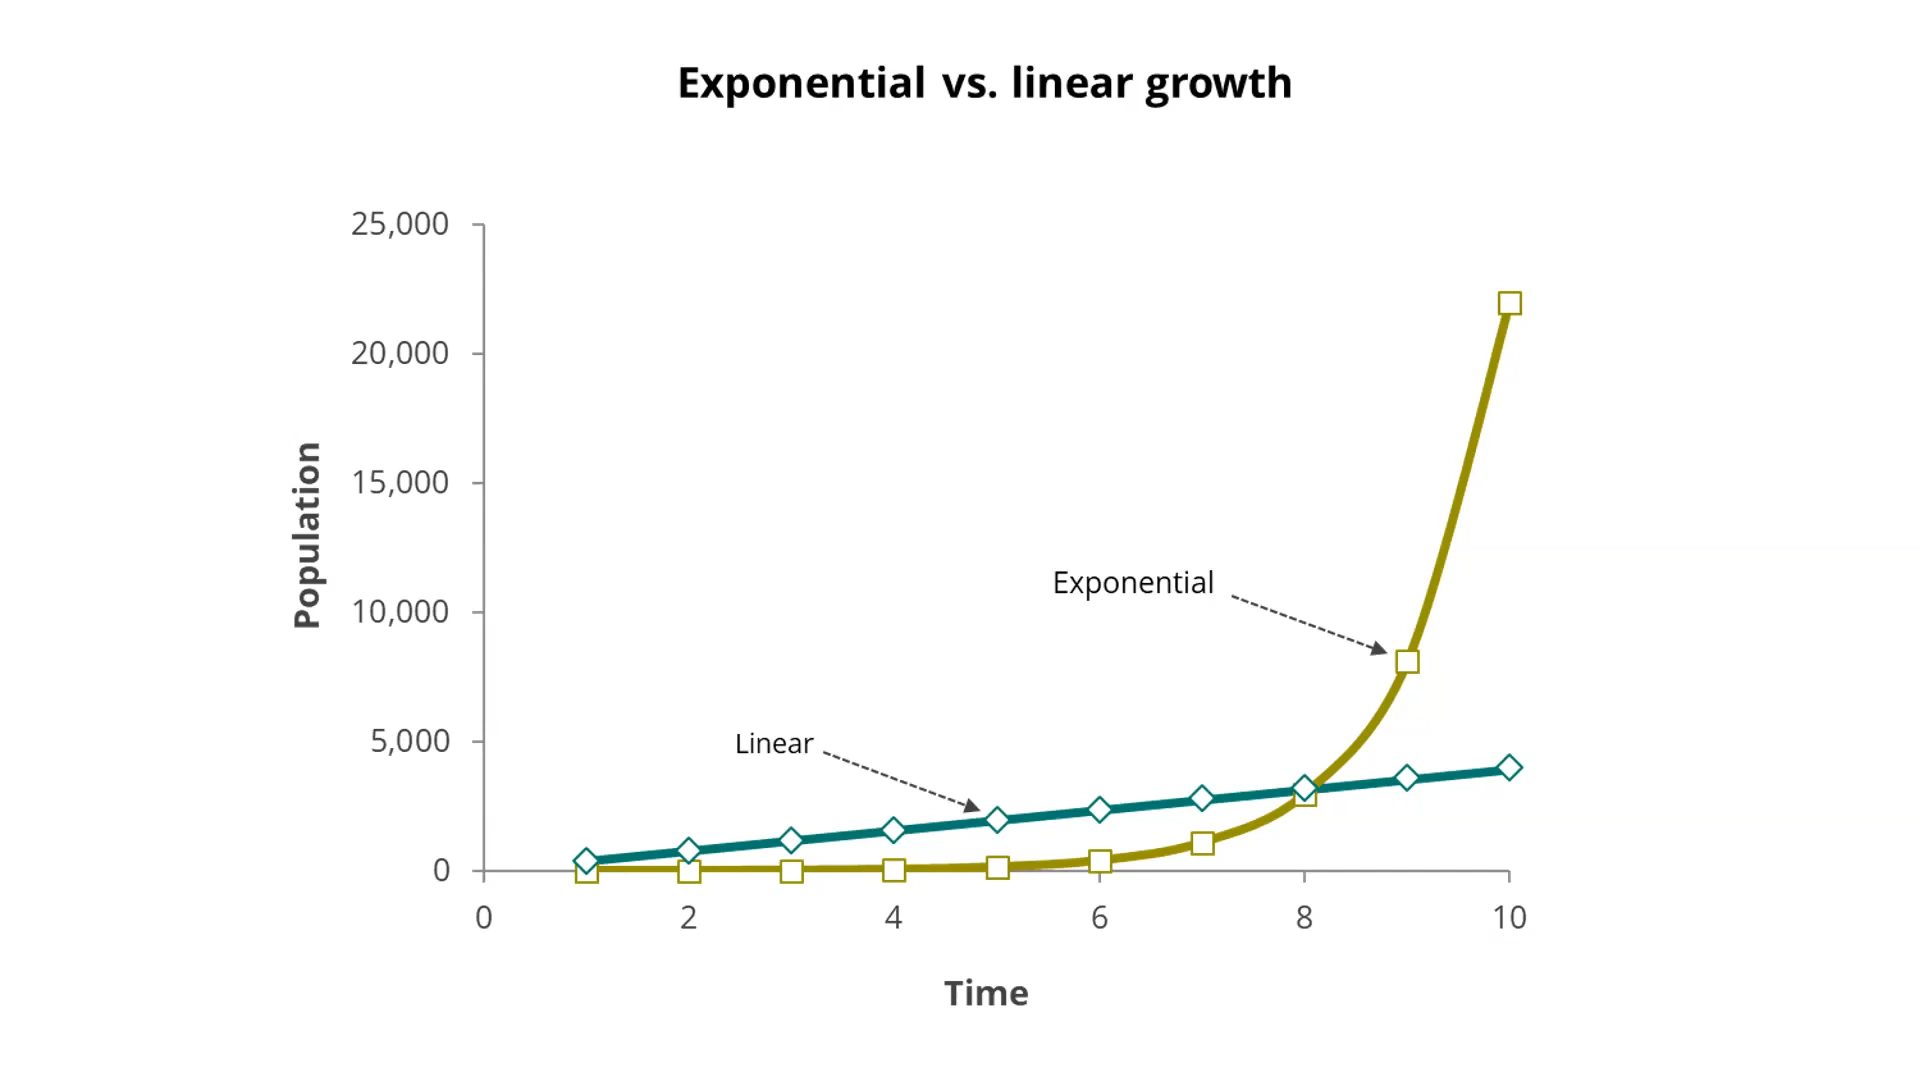 Exponential vs. linear growth
25,000
20,000
15,000
10,000
5,000
0
Population
Exponential
Linear
0 2 4 6 8 10
Time